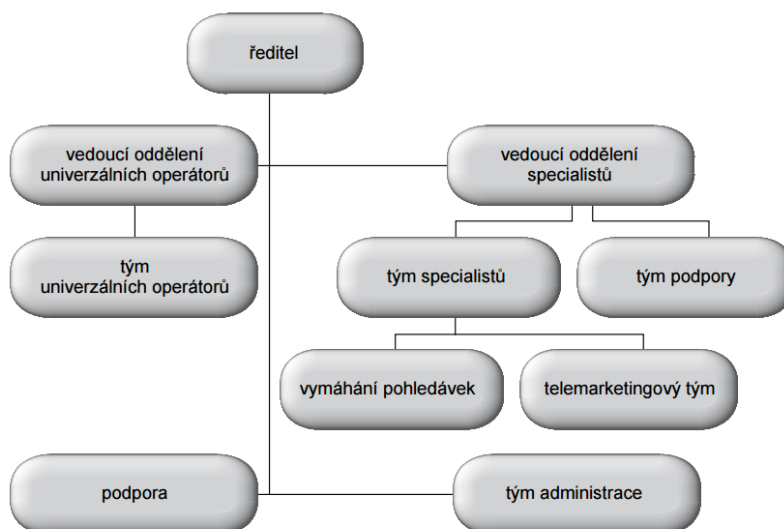 ředitel
vedoucí oddělení
univerzálních operátorů
vedoucí oddělení
specialistů
tým
univerzálních operátorů
tým specialistů
tým podpory
vymáhání pohledávek
telemarketingový tým
podpora
tým administrace